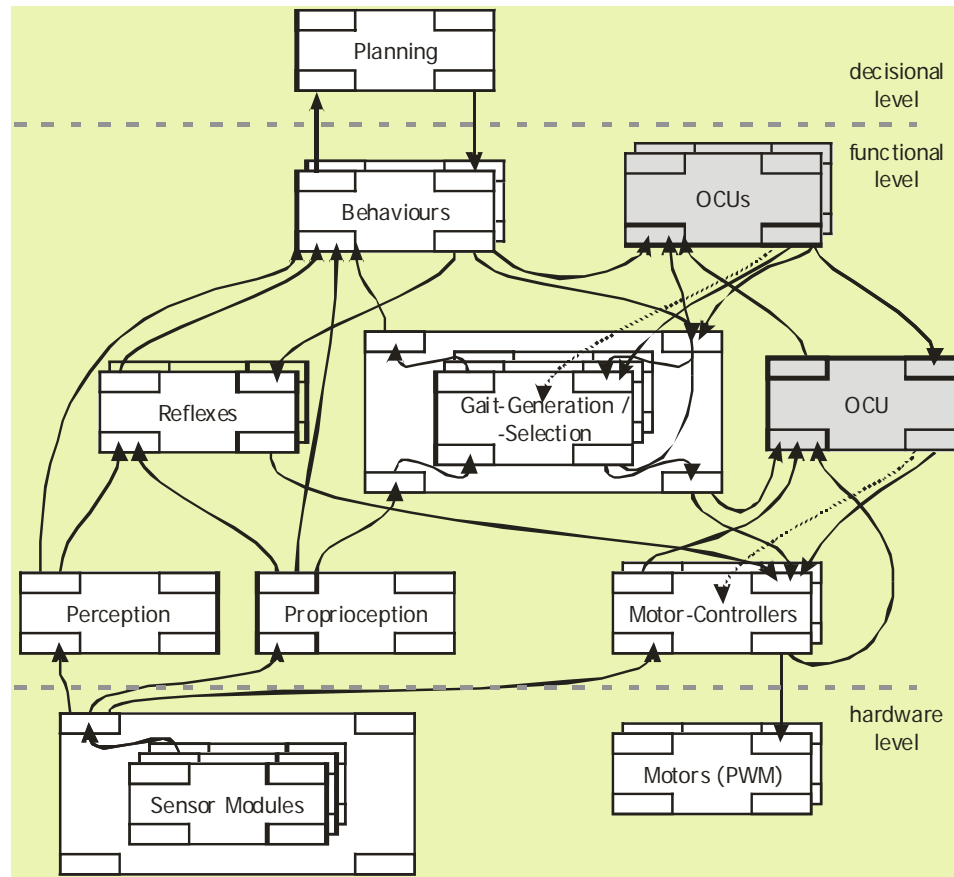 Planning
decisional
level
functional
level
OCUs
Behaviours
Gait-Generation /
-Selection
OCU
Reflexes
Perception
Proprioception
Motor-Controllers
hardware
level
Motors (PWM)
Sensor Modules